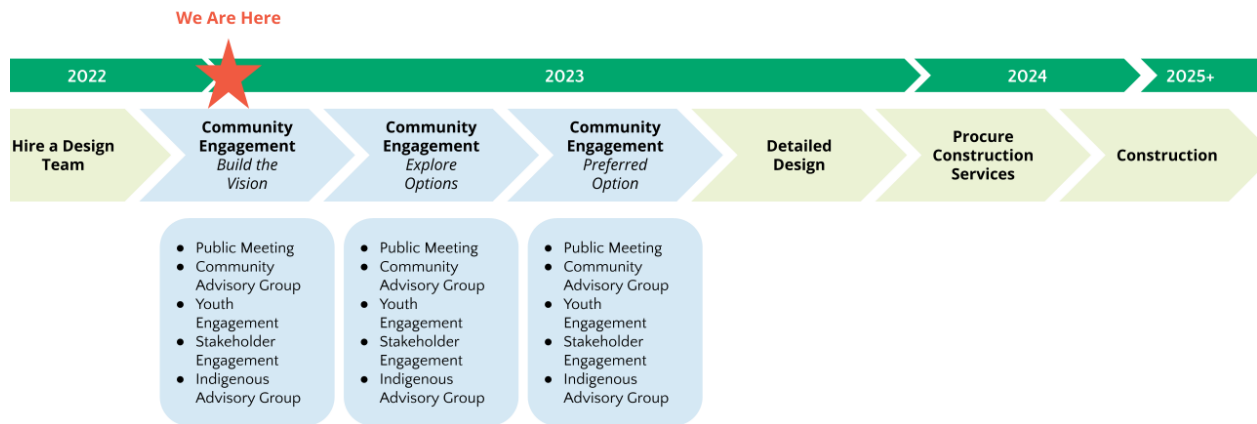 We Are Here
2022
2023
2024
2025+
Hire a Design
Team
Community
Engagement
Build the
Vision
Community
Engagement
Explore
Options
Community
Engagement
Preferred
Option
Detailed
Design
Procure
Construction
Services
Construction
● Public Meeting
● Community
Advisory Group
● Youth
Engagement
● Stakeholder
Engagement
● Indigenous
Advisory Group
● Public Meeting
● Community
Advisory Group
● Youth
Engagement
● Stakeholder
Engagement
● Indigenous
Advisory Group
● Public Meeting
● Community
Advisory Group
● Youth
Engagement
● Stakeholder
Engagement
● Indigenous
Advisory Group